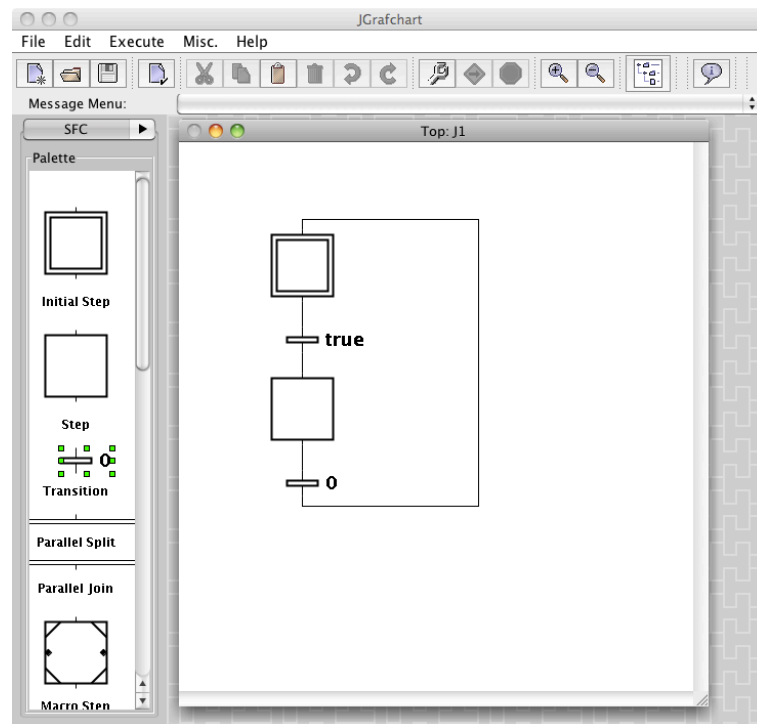 JGrafchart
File Edit Execute Misc. Help
Message Menu:
SFC
Top: J1
Palette
Initial Step
true
Step
0
Transition
0
Parallel Split
Parallel Join
Macro Step